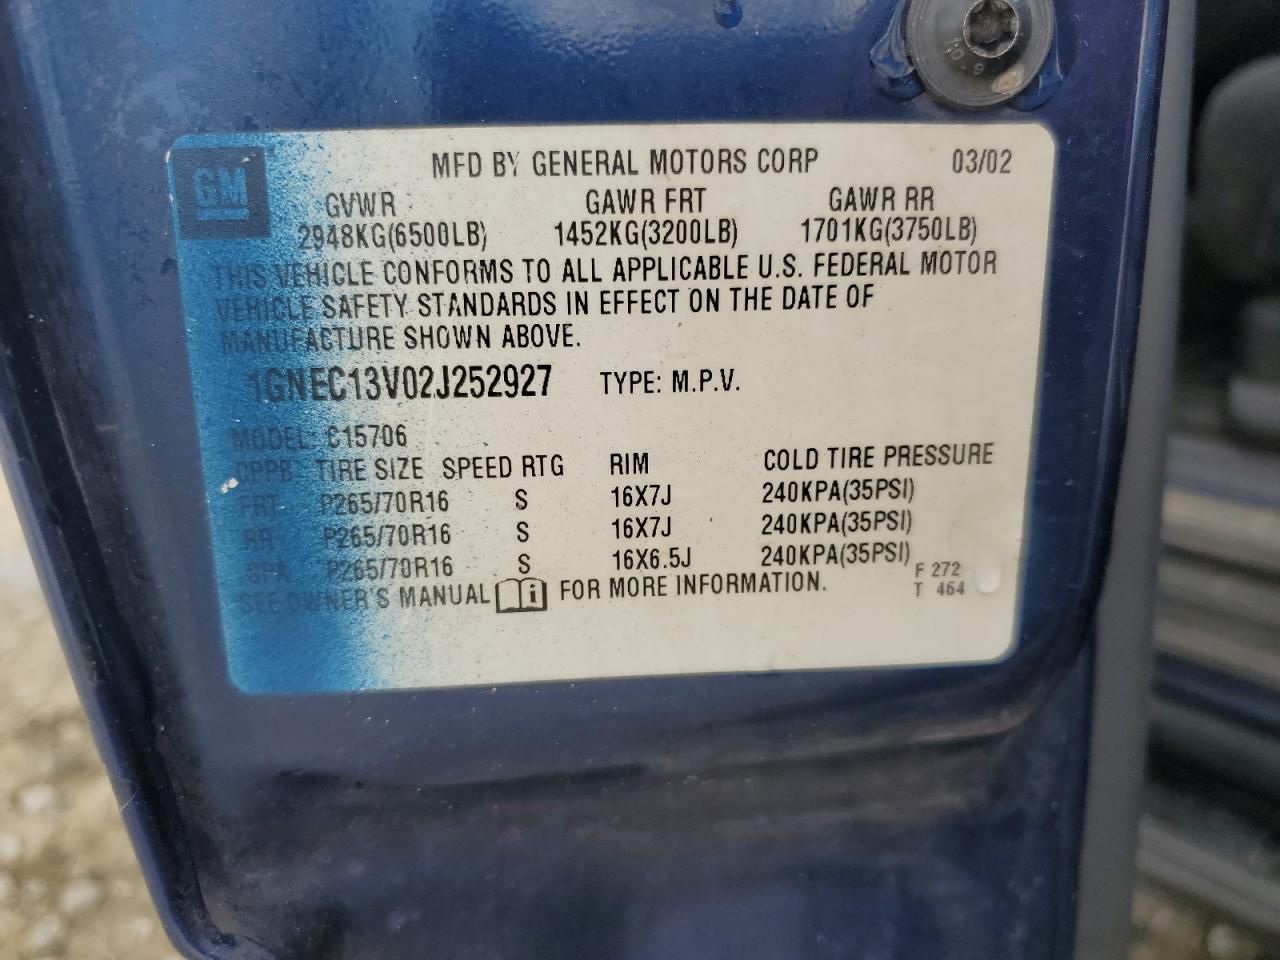 10.9
GM
MFD BY GENERAL MOTORS CORP 03/02
GVWR GAWR FRT GAWR RR
2948KG(6500LB) 1452KG(3200LB) 1701KG(3750LB)
THIS VEHICLE CONFORMS TO ALL APPLICABLE U.S. FEDERAL MOTOR
VEHICLE SAFETY STANDARDS IN EFFECT ON THE DATE OF
MANUFACTURE SHOWN ABOVE.
1GNEC13V02J252927 TYPE: M.P.V.
MODEL: C15706
CPPB TIRE SIZE SPEED RTG RIM COLD TIRE PRESSURE
FRT P265/70R16 S 16X7J 240KPA(35PSI)
RR P265/70R16 S 16X7J 240KPA(35PSI)
SPA P265/70R16 S 16X6.5J 240KPA(35PSI)
SEE OWNER'S MANUAL i FOR MORE INFORMATION.
F 272
T 464